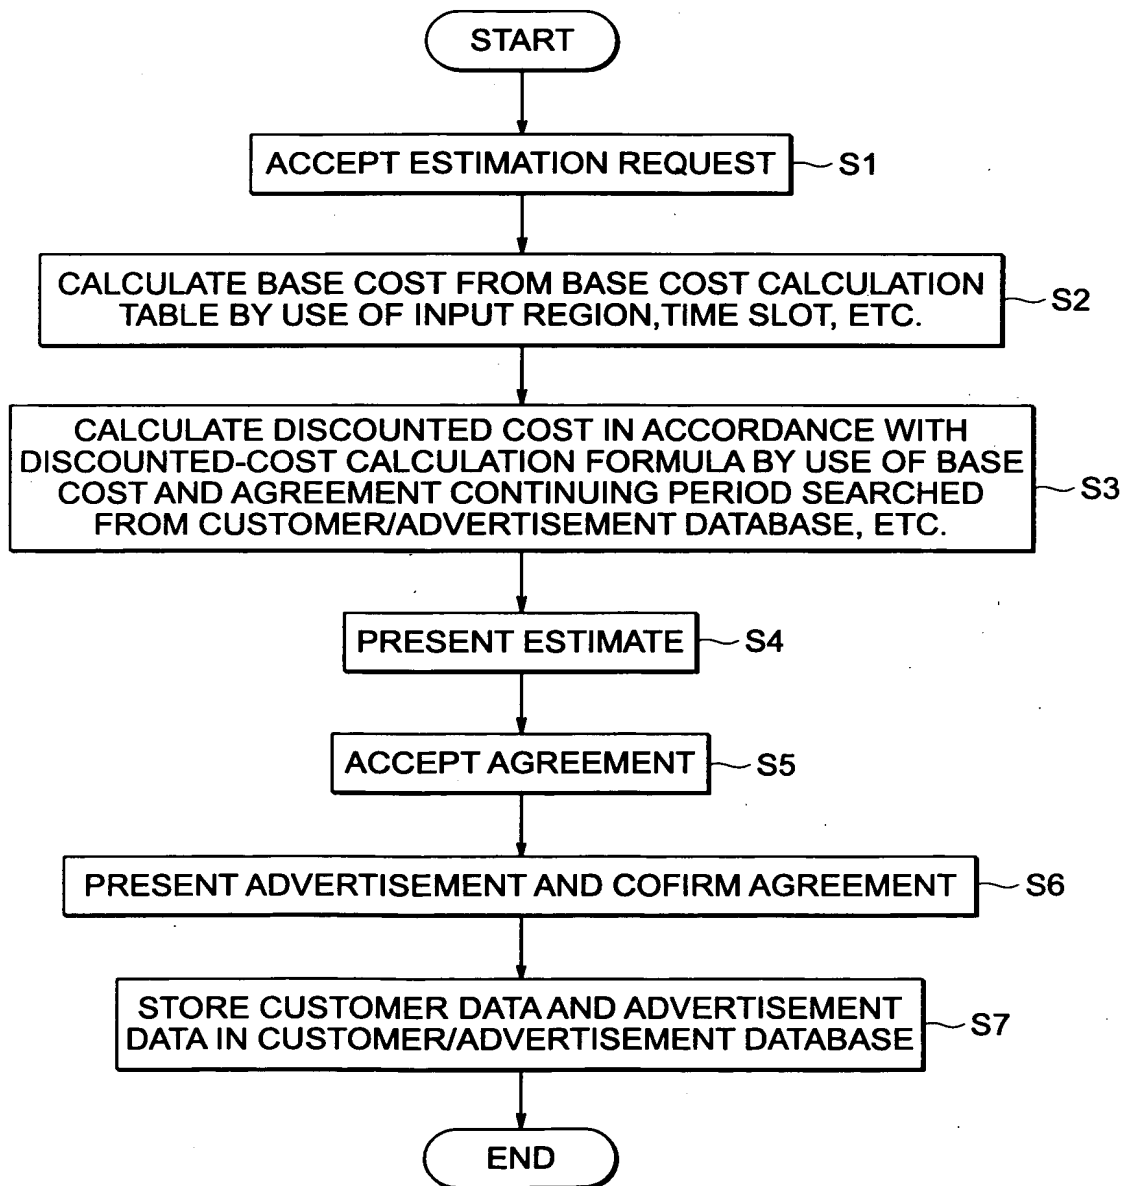 START
ACCEPT ESTIMATION REQUEST
S1
CALCULATE BASE COST FROM BASE COST CALCULATION
TABLE BY USE OF INPUT REGION,TIME SLOT, ETC.
S2
CALCULATE DISCOUNTED COST IN ACCORDANCE WITH
DISCOUNTED-COST CALCULATION FORMULA BY USE OF BASE
COST AND AGREEMENT CONTINUING PERIOD SEARCHED
FROM CUSTOMER/ADVERTISEMENT DATABASE, ETC.
S3
PRESENT ESTIMATE
S4
ACCEPT AGREEMENT
S5
PRESENT ADVERTISEMENT AND COFIRM AGREEMENT
S6
STORE CUSTOMER DATA AND ADVERTISEMENT
DATA IN CUSTOMER/ADVERTISEMENT DATABASE
S7
END